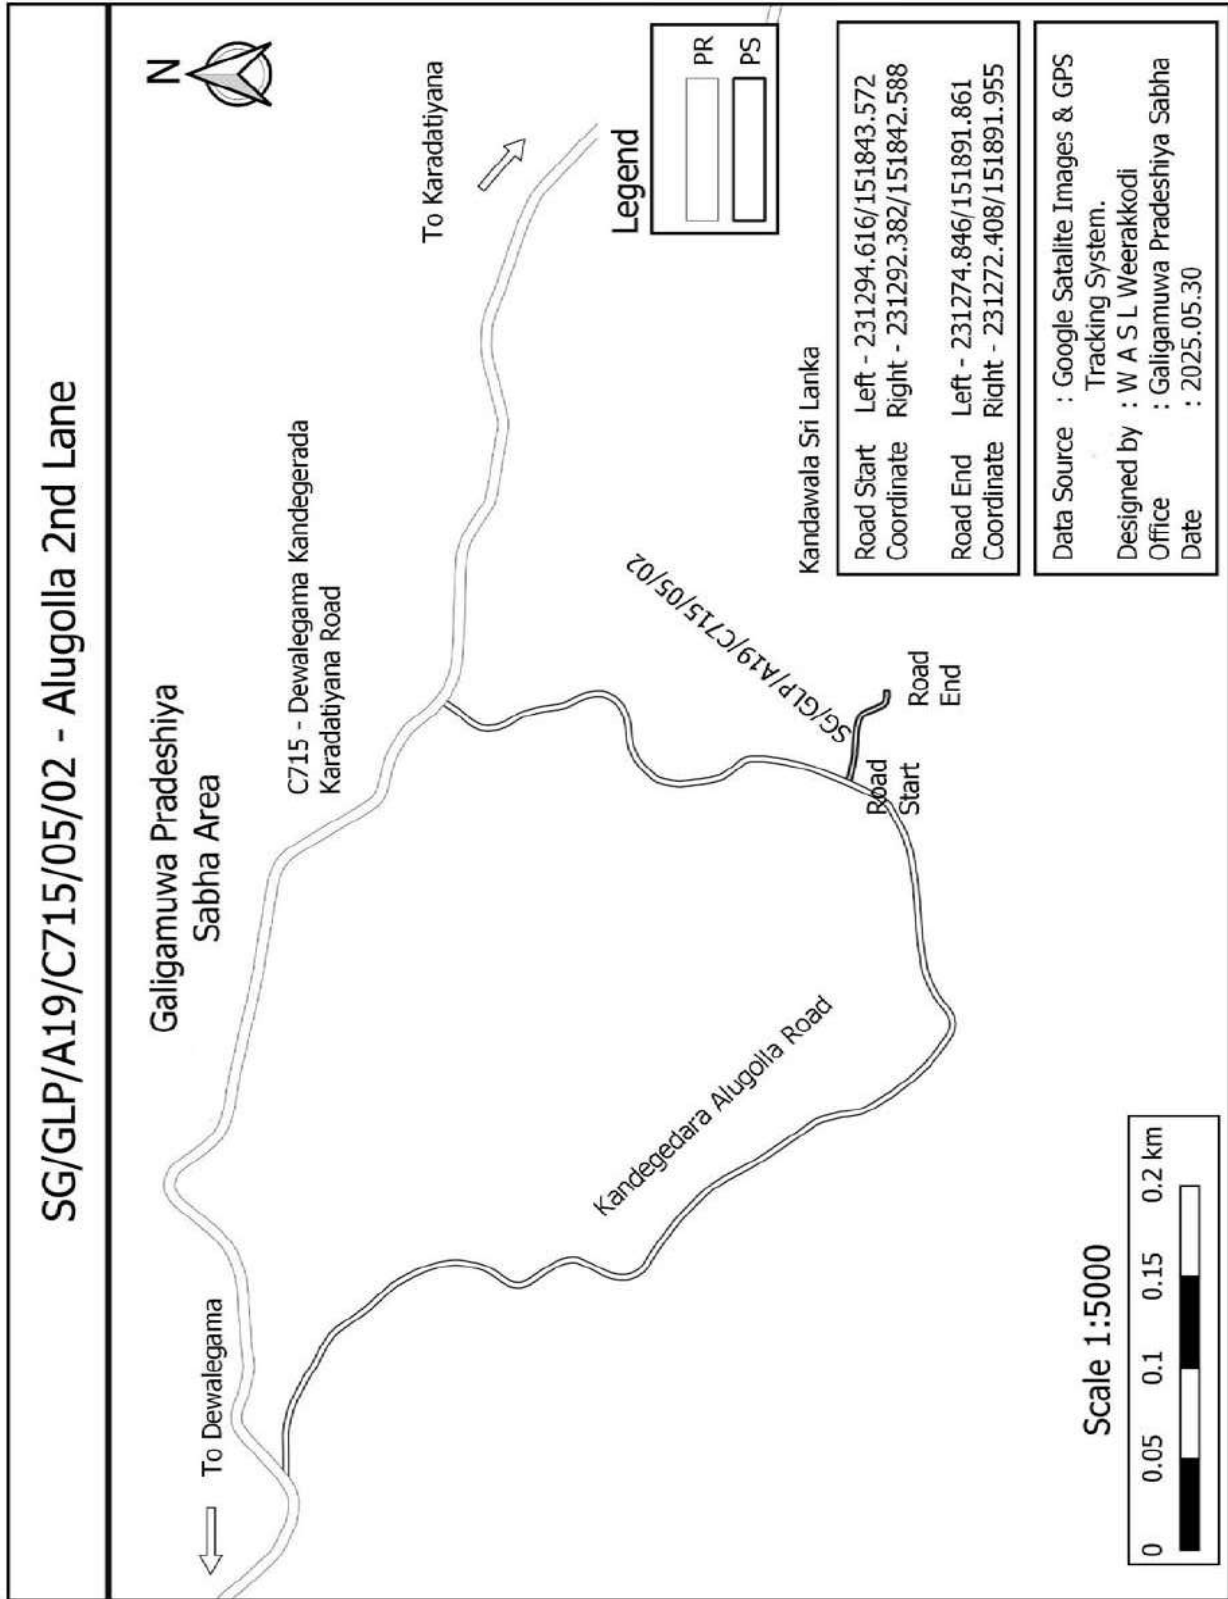 SG/GLP/A19/C715/05/02 - Alugolla 2nd Lane
N
Galigamuwa Pradeshiya
Sabha Area
To Dewalegama
C715 - Dewalegama Kandegerada
Karadatiyana Road
To Karadatiyana
Legend
PR
PS
Kandegedara Alugolla Road
SG/GLP/A19/C715/05/02
Road
Start
Road
End
Kandawala Sri Lanka
Road Start Left - 231294.616/151843.572
Coordinate Right - 231292.382/151842.588
Road End Left - 231274.846/151891.861
Coordinate Right - 231272.408/151891.955
Data Source : Google Satalite Images & GPS
Tracking System.
Designed by : W A S L Weerakkodi
Office : Galigamuwa Pradeshiya Sabha
Date : 2025.05.30
Scale 1:5000
0 0.05 0.1 0.15 0.2 km